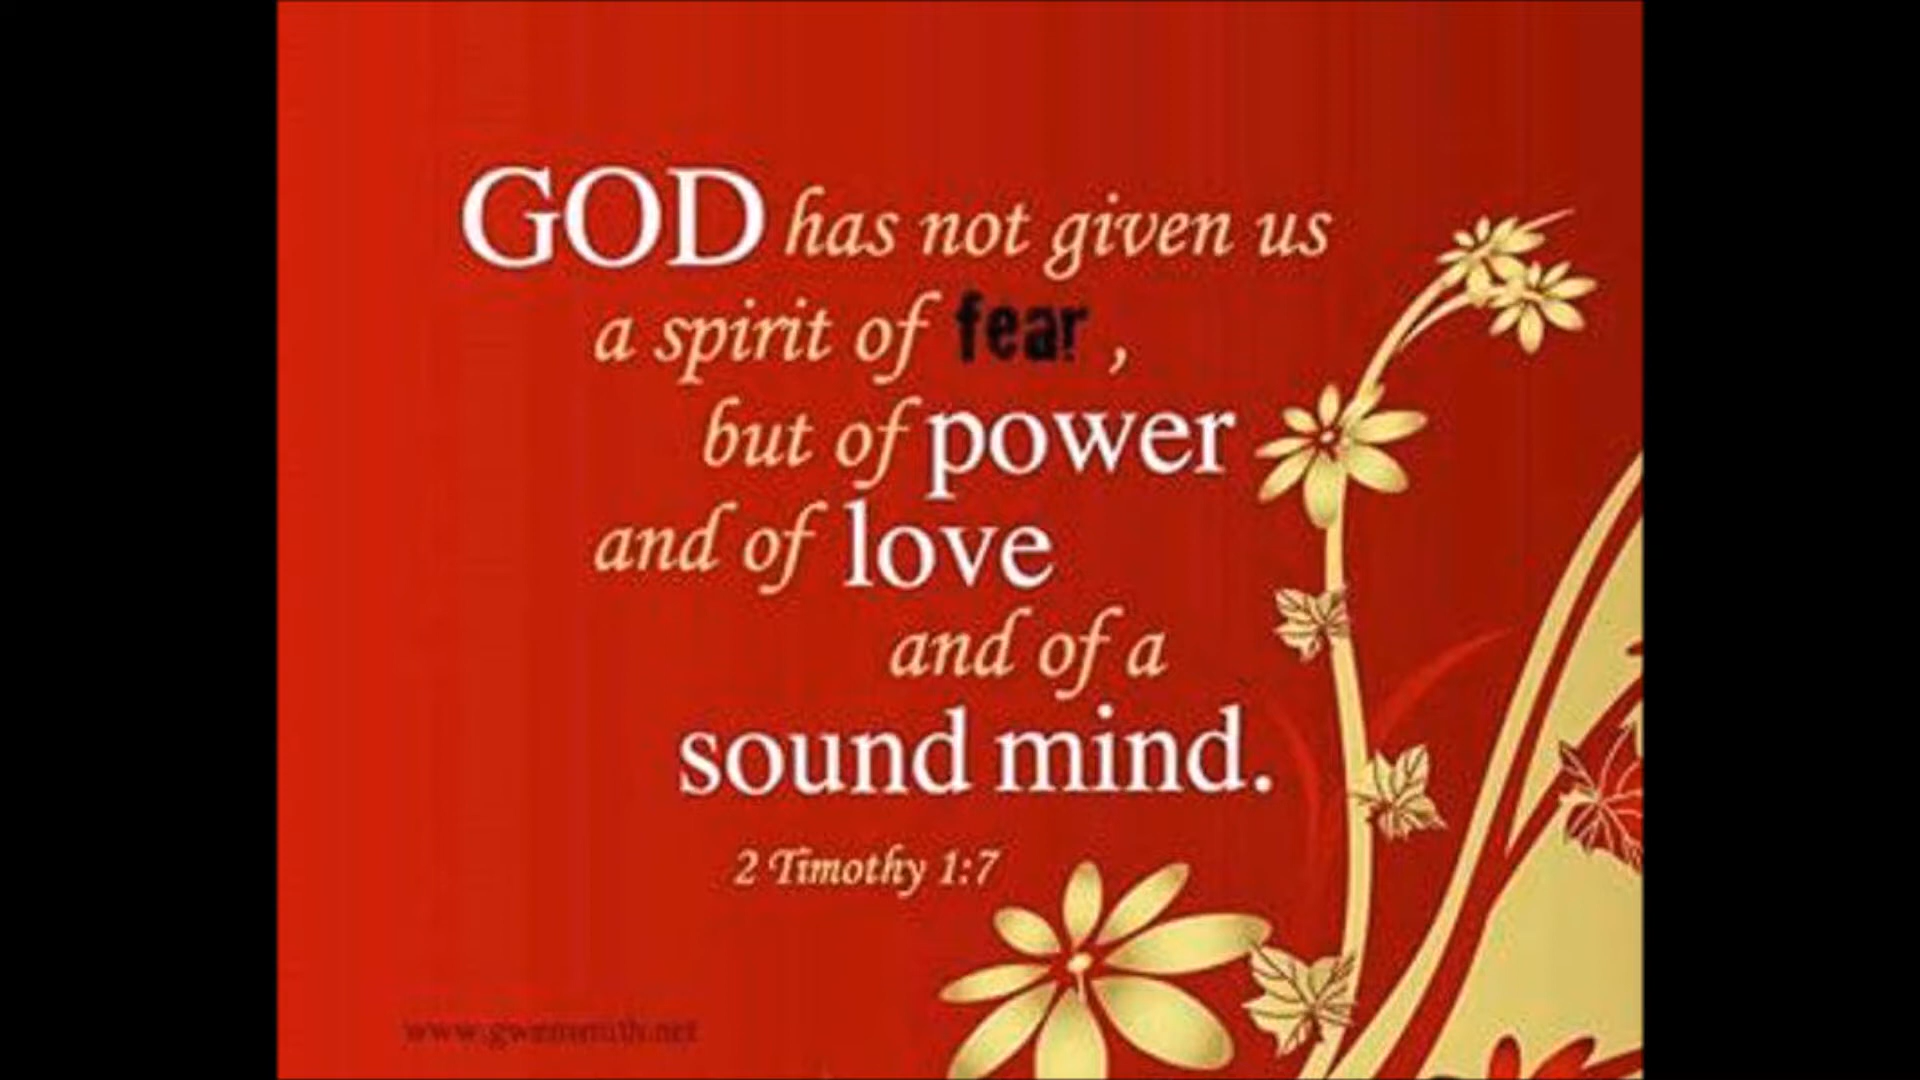 GOD has not given us
a spirit of fear ,
but of power
and of love
and of a
sound mind.
2 Timothy 1:7